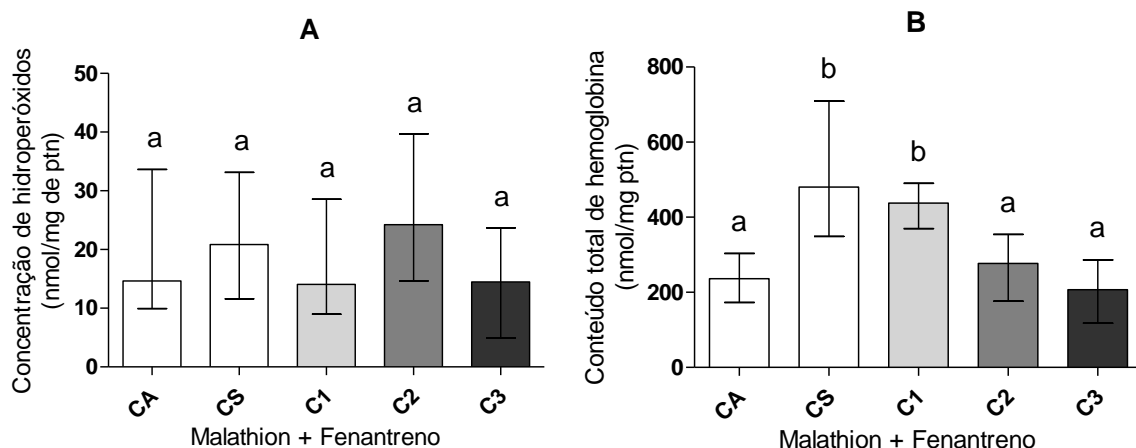 A
Concentração de hidroperóxidos
(nmol/mg de ptn)
50
40
30
20
10
0
a
a
a
a
a
CA
CS
C1
C2
C3
Malathion + Fenantreno
B
Conteúdo total de hemoglobina
(nmol/mg ptn)
800
600
400
200
0
a
b
b
a
a
CA
CS
C1
C2
C3
Malathion + Fenantreno